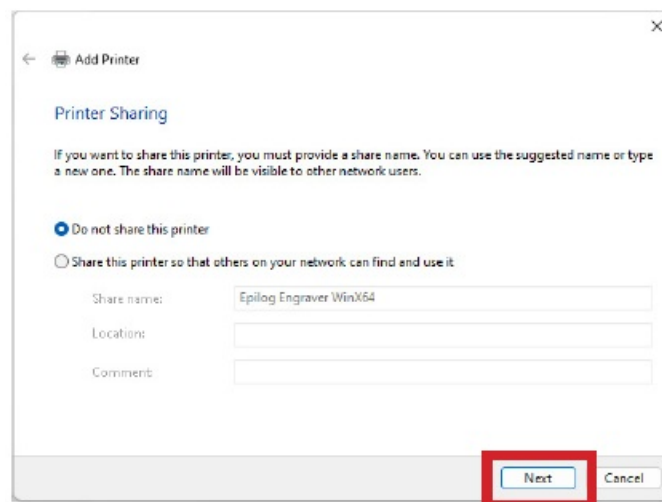 Add Printer
Printer Sharing
If you want to share this printer, you must provide a share name. You can use the suggested name or type
a new one. The share name will be visible to other network users.
Do not share this printer
Share this printer so that others on your network can find and use it
Share name: Epilog Engraver WinX64
Location:
Comment:
Next Cancel